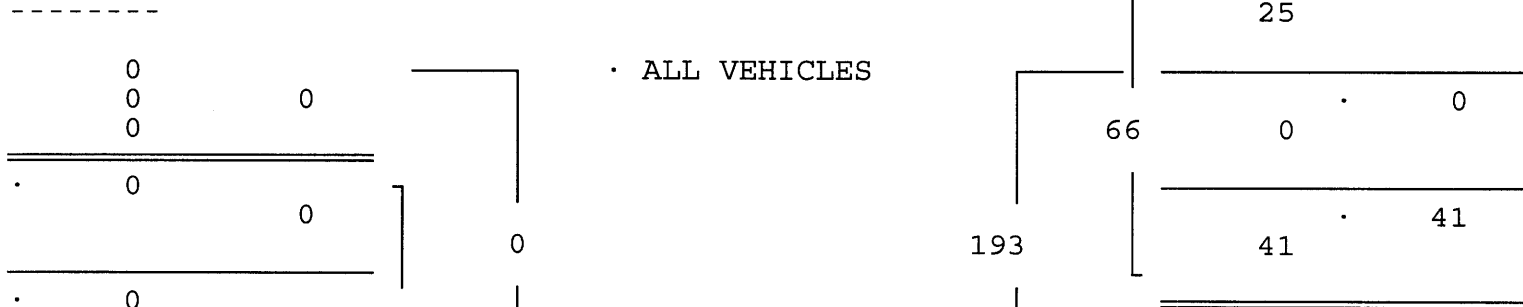 -------- 25
0 · ALL VEHICLES
0 0 · 0
0 66 0
· 0
0 · 41
0 193 41
· 0